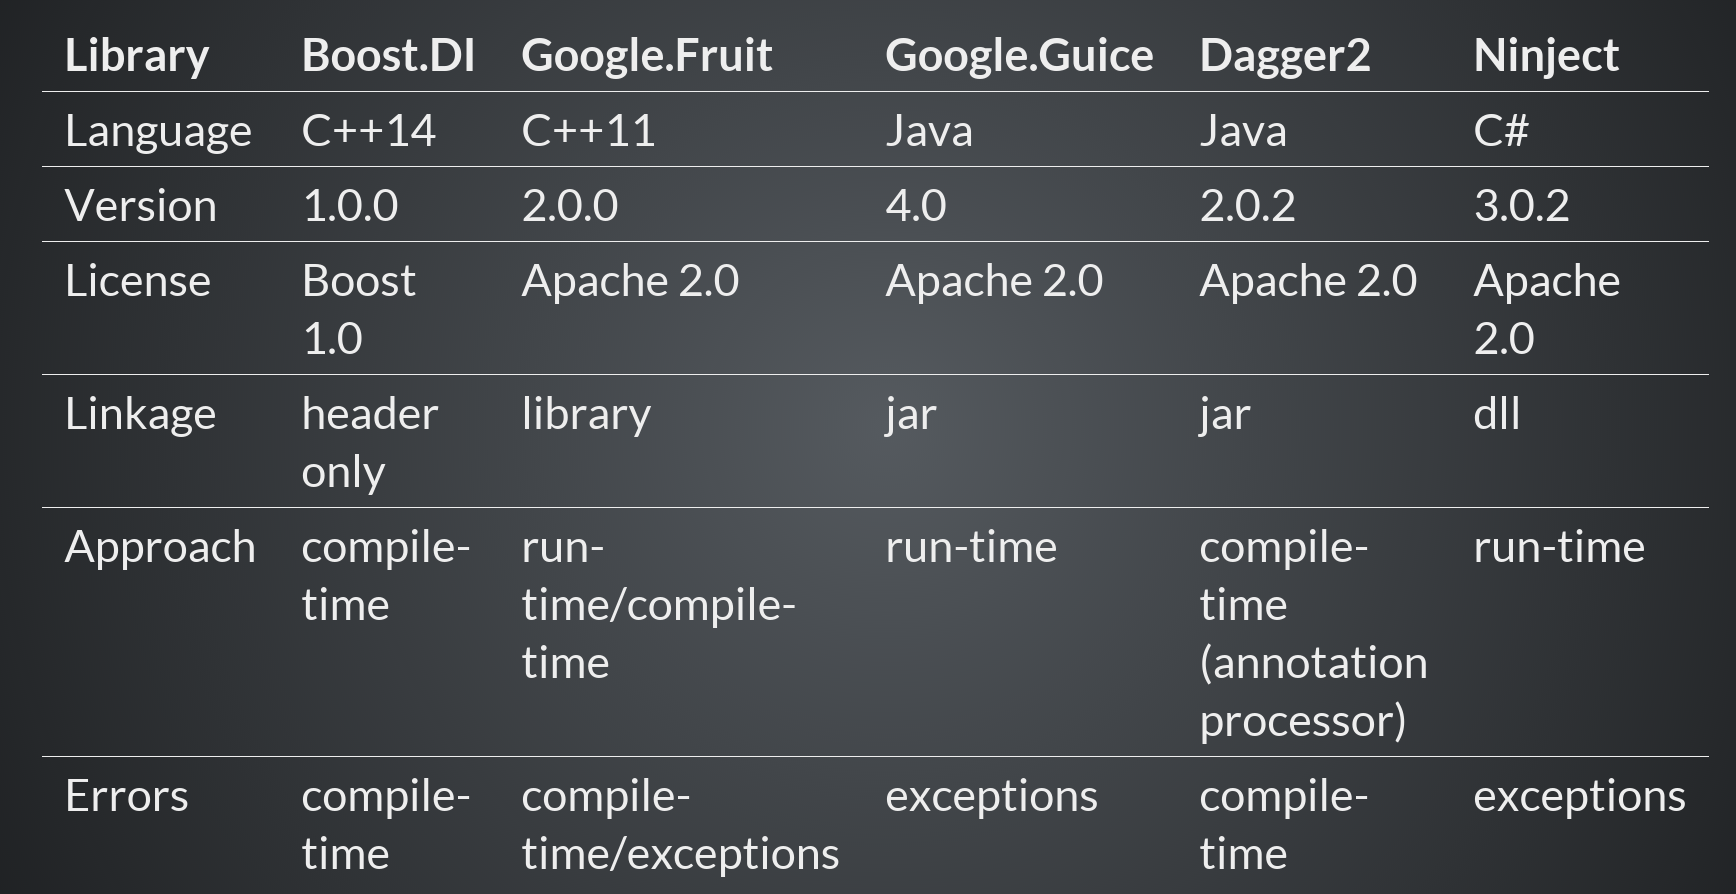 Library Boost.DI Google.Fruit Google.Guice Dagger2 Ninject
Language C++14 C++11 Java Java C#
Version 1.0.0 2.0.0 4.0 2.0.2 3.0.2
License Boost Apache 2.0 Apache 2.0 Apache 2.0 Apache
1.0 2.0
Linkage header library jar jar dll
only
Approach compile- run- run-time compile- run-time
time time/compile- time
time (annotation
processor)
Errors compile- compile- exceptions compile- exceptions
time time/exceptions time